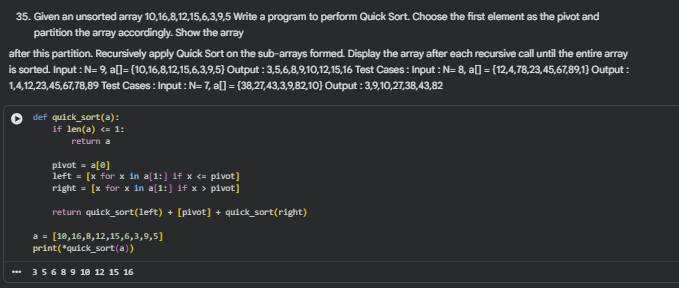 35. Given an unsorted array 10,16,8,12,15,6,3,9,5 Write a program to perform Quick Sort. Choose the first element as the pivot and
partition the array accordingly. Show the array
after this partition. Recursively apply Quick Sort on the sub-arrays formed. Display the array after each recursive call until the entire array
is sorted. Input : N= 9, a[]= {10,16,8,12,15,6,3,9,5} Output : 3,5,6,8,9,10,12,15,16 Test Cases : Input : N= 8, a[] = {12,4,78,23,45,67,89,1} Output :
1,4,12,23,45,67,78,89 Test Cases : Input : N= 7, a[] = {38,27,43,3,9,82,10} Output : 3,9,10,27,38,43,82
def quick_sort(a):
    if len(a) <= 1:
        return a
    pivot = a[0]
    left = [x for x in a[1:] if x <= pivot]
    right = [x for x in a[1:] if x > pivot]
    return quick_sort(left) + [pivot] + quick_sort(right)
a = [10,16,8,12,15,6,3,9,5]
print(*quick_sort(a))
3 5 6 8 9 10 12 15 16